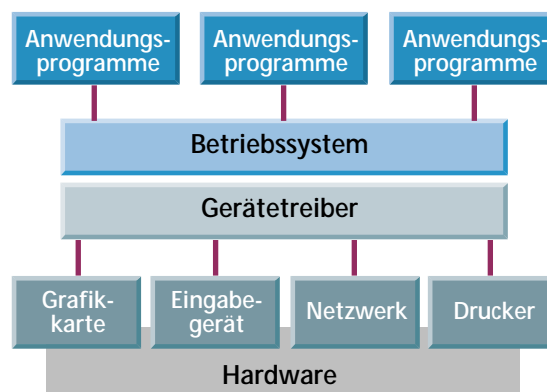 Anwendungs- Anwendungs- Anwendungs-
programme programme programme
Betriebssystem
Gerätetreiber
Grafik- Eingabe- Netzwerk Drucker
karte gerät
Hardware